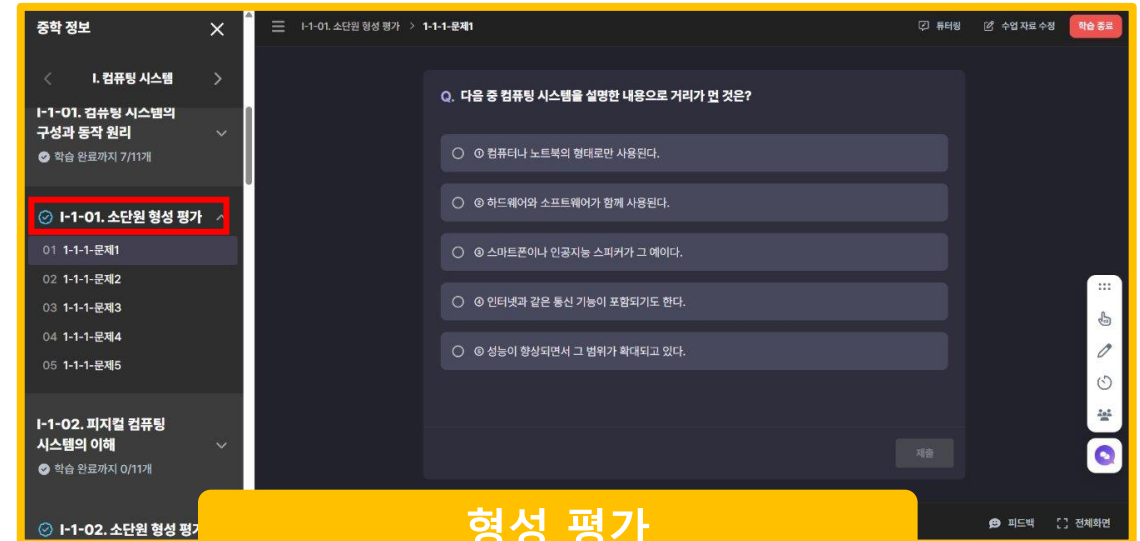 중학 정보
I. 컴퓨팅 시스템
I-1-01. 컴퓨팅 시스템의
구성과 동작 원리
학습 완료까지 7/11개
I-1-01. 소단원 형성 평가
01 1-1-1-문제1
02 1-1-1-문제2
03 1-1-1-문제3
04 1-1-1-문제4
05 1-1-1-문제5
I-1-02. 피지컬 컴퓨팅
시스템의 이해
학습 완료까지 0/11개
I-1-02. 소단원 형성 평가
I-1-01. 소단원 형성 평가 > 1-1-1-문제1
튜터링
수업 자료 수정
학습 종료
Q. 다음 중 컴퓨팅 시스템을 설명한 내용으로 거리가 먼 것은?
① 컴퓨터나 노트북의 형태로만 사용된다.
② 하드웨어와 소프트웨어가 함께 사용된다.
③ 스마트폰이나 인공지능 스피커가 그 예이다.
④ 인터넷과 같은 통신 기능이 포함되기도 한다.
⑤ 성능이 향상되면서 그 범위가 확대되고 있다.
제출
피드백
전체화면
형성 평가